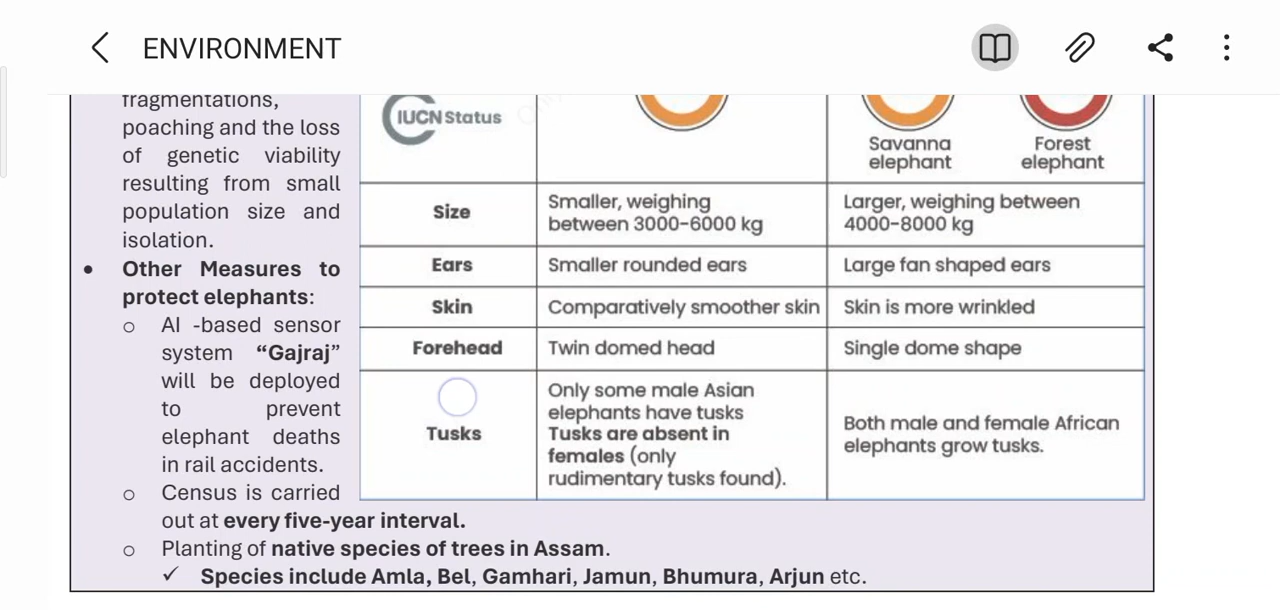 ENVIRONMENT
fragmentations,
poaching and the loss
of genetic viability
resulting from small
population size and
isolation.
• Other Measures to
protect elephants:
o AI -based sensor
system “Gajraj”
will be deployed
to prevent
elephant deaths
in rail accidents.
o Census is carried
out at every five-year interval.
o Planting of native species of trees in Assam.
✓ Species include Amla, Bel, Gamhari, Jamun, Bhumura, Arjun etc.
IUCN Status
Savanna
elephant
Forest
elephant
Size
Smaller, weighing
between 3000-6000 kg
Larger, weighing between
4000-8000 kg
Ears
Smaller rounded ears
Large fan shaped ears
Skin
Comparatively smoother skin
Skin is more wrinkled
Forehead
Twin domed head
Single dome shape
Tusks
Only some male Asian
elephants have tusks
Tusks are absent in
females (only
rudimentary tusks found).
Both male and female African
elephants grow tusks.